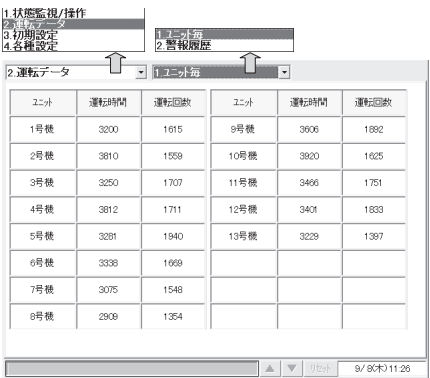 1.状態監視/操作
2.運転データ
3.初期設定
4.各種設定
1.ユニット毎
2.警報履歴
2.運転データ 1.ユニット毎
ユニット 運転時間 運転回数 ユニット 運転時間 運転回数
1号機 3200 1615 9号機 3606 1892
2号機 3810 1559 10号機 3920 1625
3号機 3250 1707 11号機 3466 1751
4号機 3812 1711 12号機 3401 1833
5号機 3281 1940 13号機 3229 1397
6号機 3338 1669
7号機 3075 1548
8号機 2909 1354
リセット 9/ 8(木) 11:26